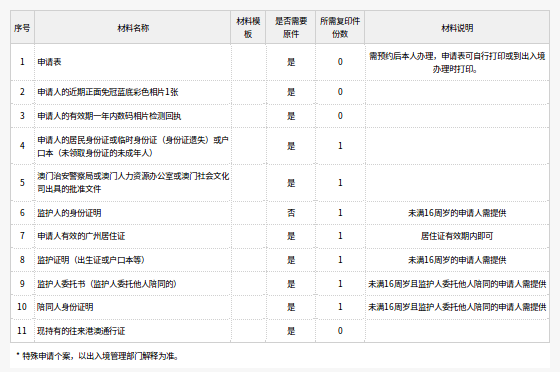 序号 材料名称 材料模板 是否需要原件 所需复印件份数 材料说明
1 申请表 是 0 需预约后本人办理，申请表可自行打印或到出入境办理时打印。
2 申请人的近期正面免冠蓝底彩色相片1张 是 0
3 申请人的有效期一年内数码相片检测回执 是 0
4 申请人的居民身份证或临时身份证（身份证遗失）或户口本（未领取身份证的未成年人） 是 1
5 澳门治安警察局或澳门人力资源办公室或澳门社会文化司出具的批准文件 是 1
6 监护人的身份证明 否 1 未满16周岁的申请人需提供
7 申请人有效的广州居住证 是 1 居住证有效期内即可
8 监护证明（出生证或户口本等） 是 1 未满16周岁的申请人需提供
9 监护人委托书（监护人委托他人陪同的） 是 1 未满16周岁且监护人委托他人陪同的申请人需提供
10 陪同人身份证明 是 1 未满16周岁且监护人委托他人陪同的申请人需提供
11 现持有的往来港澳通行证 是 0
* 特殊申请个案，以出入境管理部门解释为准。